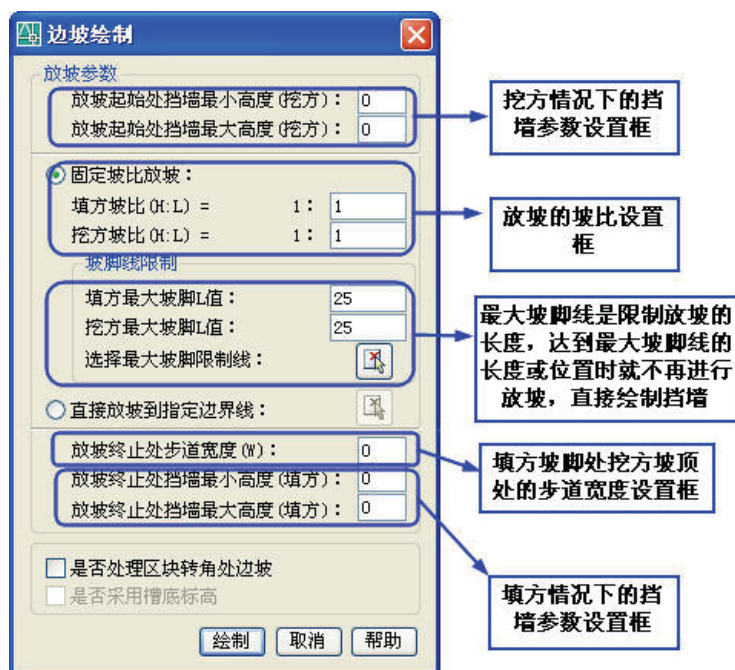 边坡绘制
放坡参数
放坡起始处挡墙最小高度(挖方): 0
放坡起始处挡墙最大高度(挖方): 0
固定坡比放坡:
填方坡比(H:L) = 1: 1
挖方坡比(H:L) = 1: 1
坡脚线限制
填方最大坡脚L值: 25
挖方最大坡脚L值: 25
选择最大坡脚限制线:
直接放坡到指定边界线:
放坡终止处步道宽度(W): 0
放坡终止处挡墙最小高度(填方): 0
放坡终止处挡墙最大高度(填方): 0
是否处理区块转角处边坡
是否采用槽底标高
绘制 取消 帮助
挖方情况下的挡
墙参数设置框
放坡的坡比设置
框
最大坡脚线是限制放坡的
长度,达到最大坡脚线的
长度或位置时就不再进行
放坡,直接绘制挡墙
填方坡脚处挖方坡顶
处的步道宽度设置框
填方情况下的挡
墙参数设置框